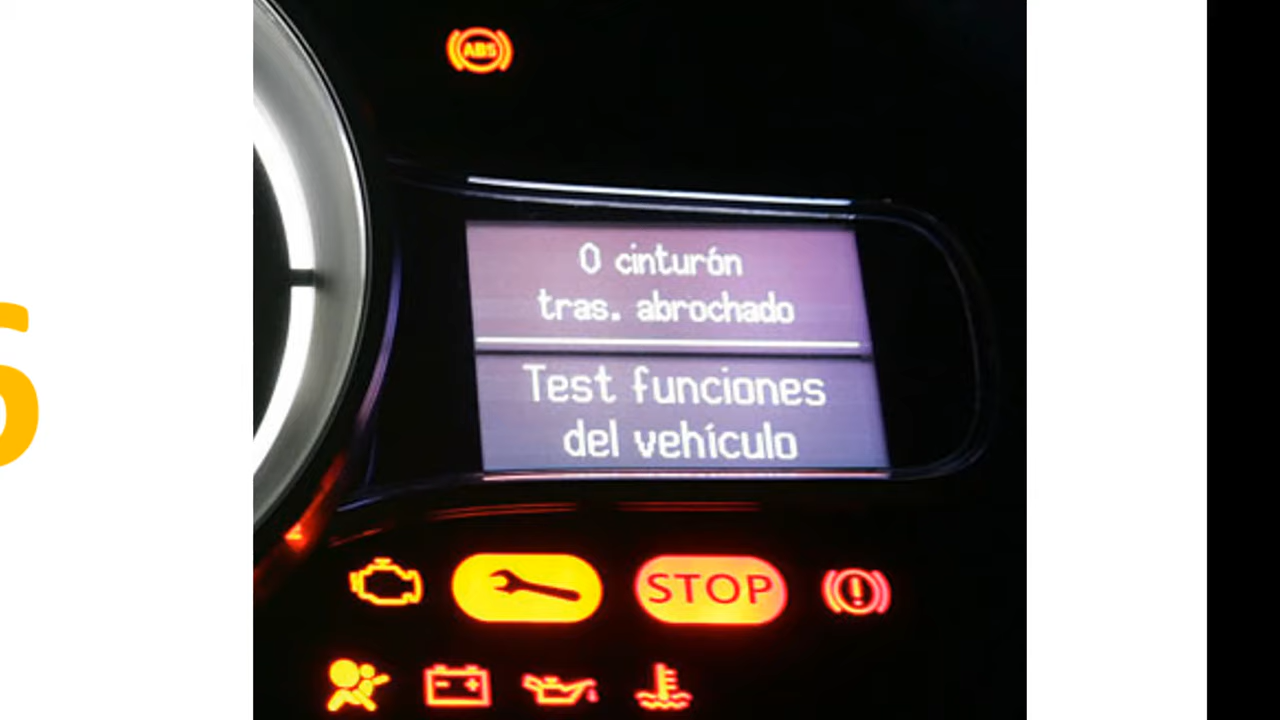 ABS
0 cinturón
tras. abrochado
Test funciones
del vehículo
STOP